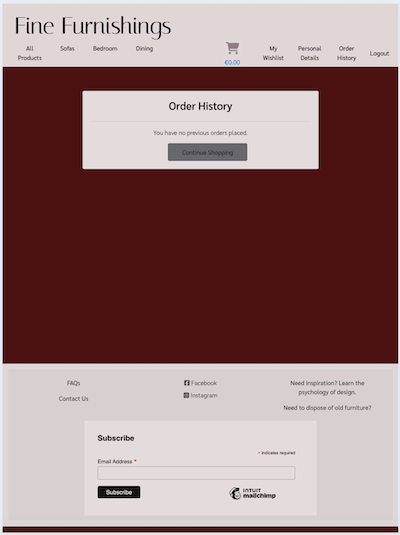 Fine Furnishings
All Products
Sofas
Bedroom
Dining
€0.00
My Wishlist
Personal Details
Order History
Logout
Order History
You have no previous orders placed.
Continue Shopping
FAQs
Contact Us
Facebook
Instagram
Need inspiration? Learn the
psychology of design.
Need to dispose of old furniture?
Subscribe
* indicates required
Email Address *
Subscribe
INTUIT
mailchimp